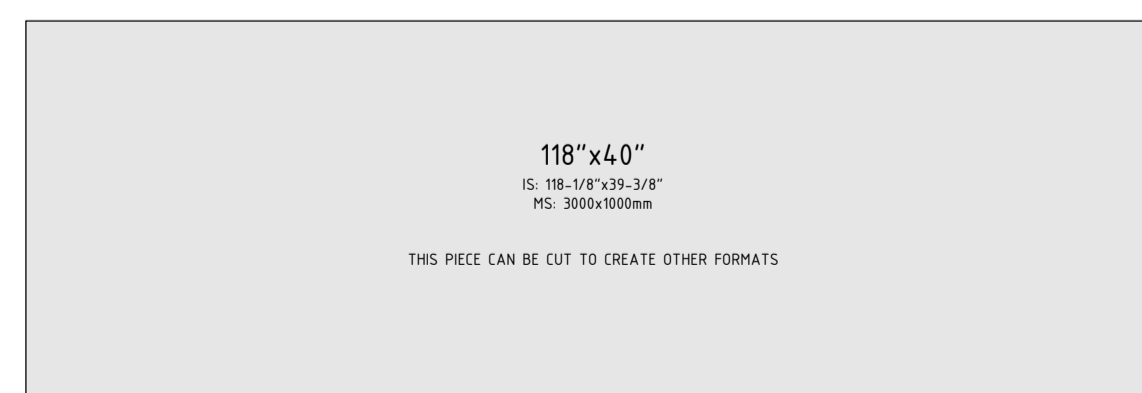 118"x40"
IS: 118-1/8"x39-3/8"
MS: 3000x1000mm
THIS PIECE CAN BE CUT TO CREATE OTHER FORMATS